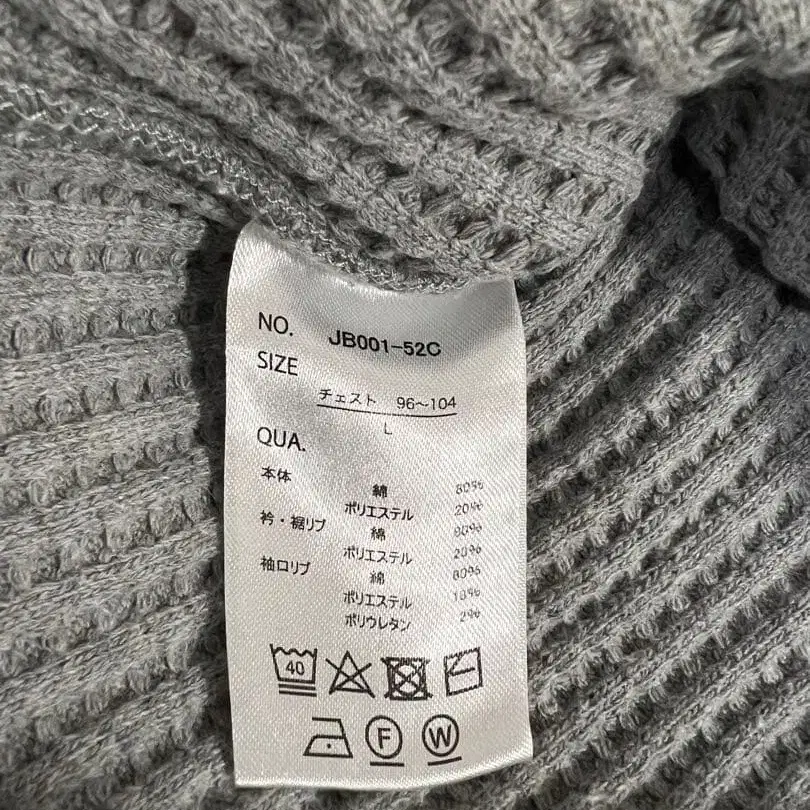 NO. JB001-52C
SIZE
チェスト 96~104
L
QUA.
本体 綿 80%
ポリエステル 20%
衿・裾リブ 綿 80%
ポリエステル 20%
袖口リブ 綿 80%
ポリエステル 18%
ポリウレタン 2%
40
F W